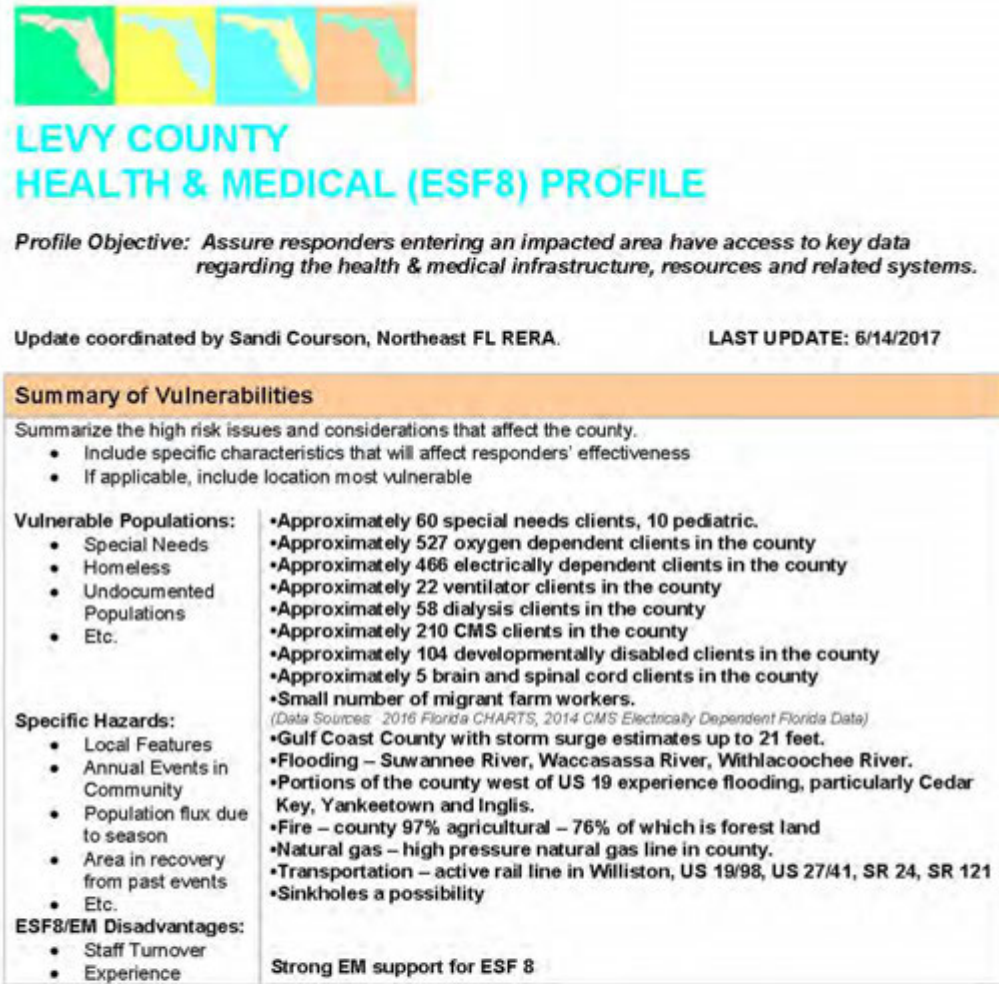 LEVY COUNTY
HEALTH & MEDICAL (ESF8) PROFILE
Profile Objective: Assure responders entering an impacted area have access to key data
regarding the health & medical infrastructure, resources and related systems.
Update coordinated by Sandi Courson, Northeast FL RERA. LAST UPDATE: 6/14/2017
Summary of Vulnerabilities
Summarize the high risk issues and considerations that affect the county.
• Include specific characteristics that will affect responders' effectiveness
• If applicable, include location most vulnerable
Vulnerable Populations:
• Special Needs
• Homeless
• Undocumented
Populations
• Etc.
•Approximately 60 special needs clients, 10 pediatric.
•Approximately 527 oxygen dependent clients in the county
•Approximately 466 electrically dependent clients in the county
•Approximately 22 ventilator clients in the county
•Approximately 58 dialysis clients in the county
•Approximately 210 CMS clients in the county
•Approximately 104 developmentally disabled clients in the county
•Approximately 5 brain and spinal cord clients in the county
•Small number of migrant farm workers.
(Data Sources: 2016 Florida CHARTS, 2014 CMS Electrically Dependent Florida Data)
Specific Hazards:
• Local Features
• Annual Events in
Community
• Population flux due
to season
• Area in recovery
from past events
• Etc.
•Gulf Coast County with storm surge estimates up to 21 feet.
•Flooding – Suwannee River, Waccasassa River, Withlacoochee River.
•Portions of the county west of US 19 experience flooding, particularly Cedar
Key, Yankeetown and Inglis.
•Fire – county 97% agricultural – 76% of which is forest land
•Natural gas – high pressure natural gas line in county.
•Transportation – active rail line in Williston, US 19/98, US 27/41, SR 24, SR 121
•Sinkholes a possibility
ESF8/EM Disadvantages:
• Staff Turnover
• Experience
Strong EM support for ESF 8